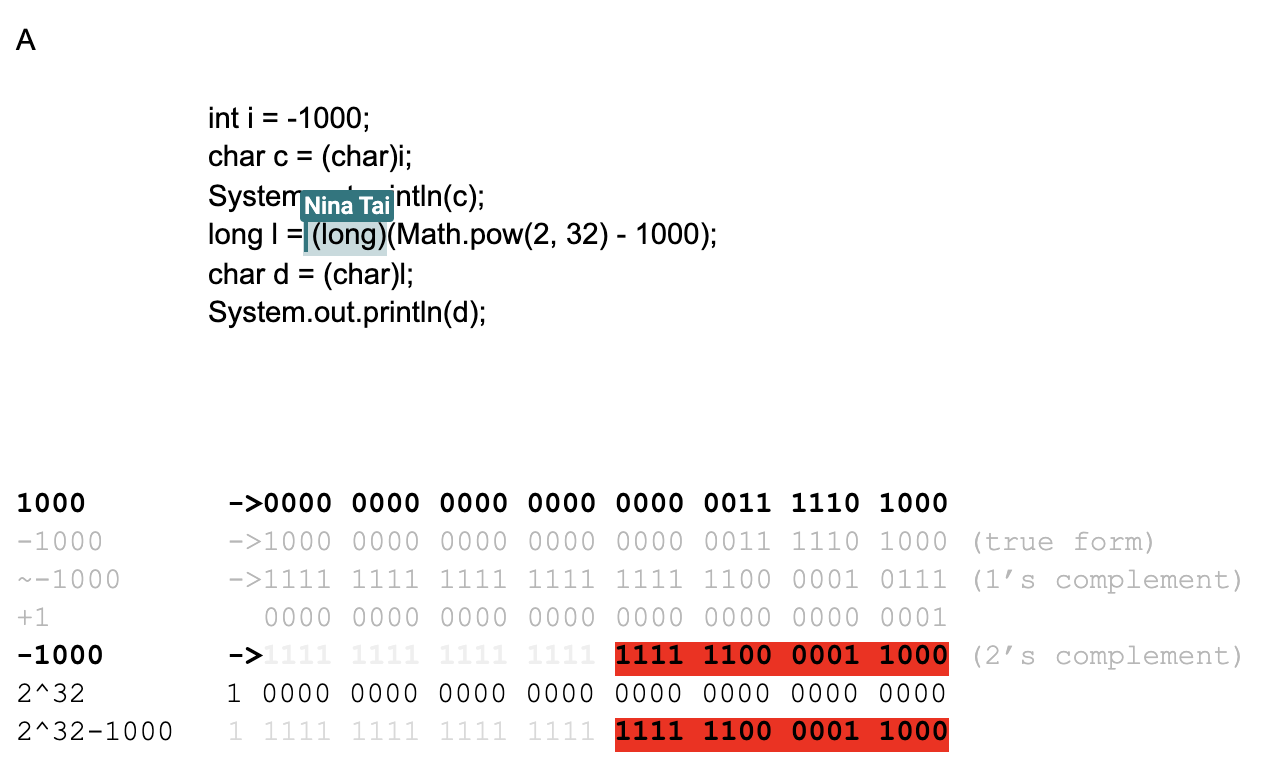 A
int i = -1000;
char c = (char)i;
System intln(c);
Nina Tai
long l = (long)(Math.pow(2, 32) - 1000);
char d = (char)l;
System.out.println(d);
1000 ->0000 0000 0000 0000 0000 0011 1110 1000
-1000 ->1000 0000 0000 0000 0000 0011 1110 1000 (true form)
~-1000 ->1111 1111 1111 1111 1111 1100 0001 0111 (1's complement)
+1 0000 0000 0000 0000 0000 0000 0000 0001
-1000 ->1111 1111 1111 1111 1111 1100 0001 1000 (2's complement)
2^32 1 0000 0000 0000 0000 0000 0000 0000 0000
2^32-1000 1 1111 1111 1111 1111 1111 1100 0001 1000